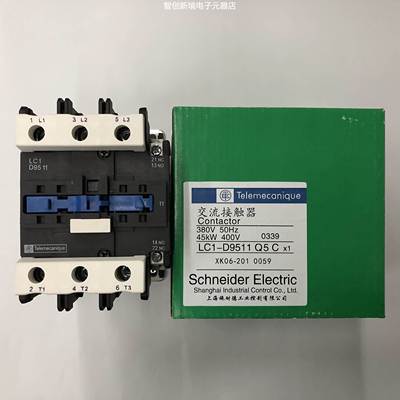 智创新境电子元器店
1 L1 3 L2 5 L3
LC1
D95 11
21 NC
13 NO
Telemecanique
14 NO
22 NC
2 T1 4 T2 6 T3
Telemecanique
交流接触器
Contactor
380V 50Hz
45kW 400V 0339
LC1-D9511 Q5 C x1
XK06-201 0059
Schneider Electric
Shanghai Industrial Control Co., Ltd.
上海施耐德工业控制有限公司